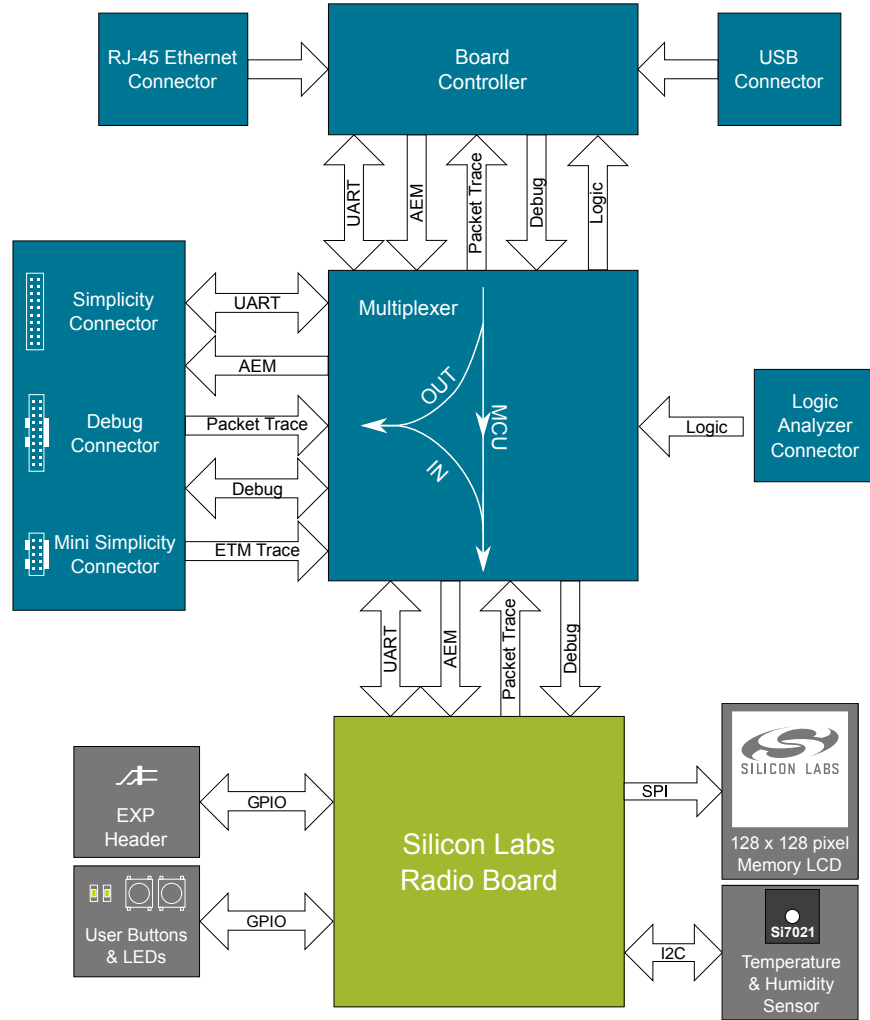 RJ-45 Ethernet
Connector
Board
Controller
USB
Connector
UART
AEM
Packet Trace
Debug
Logic
Simplicity
Connector
Debug
Connector
Mini Simplicity
Connector
UART
AEM
Packet Trace
Debug
ETM Trace
Multiplexer
OUT
MCU
IN
Logic
Logic
Analyzer
Connector
UART
AEM
Packet Trace
Debug
EXP
Header
GPIO
User Buttons
& LEDs
GPIO
Silicon Labs
Radio Board
SPI
SILICON LABS
128 x 128 pixel
Memory LCD
I2C
Si7021
Temperature
& Humidity
Sensor